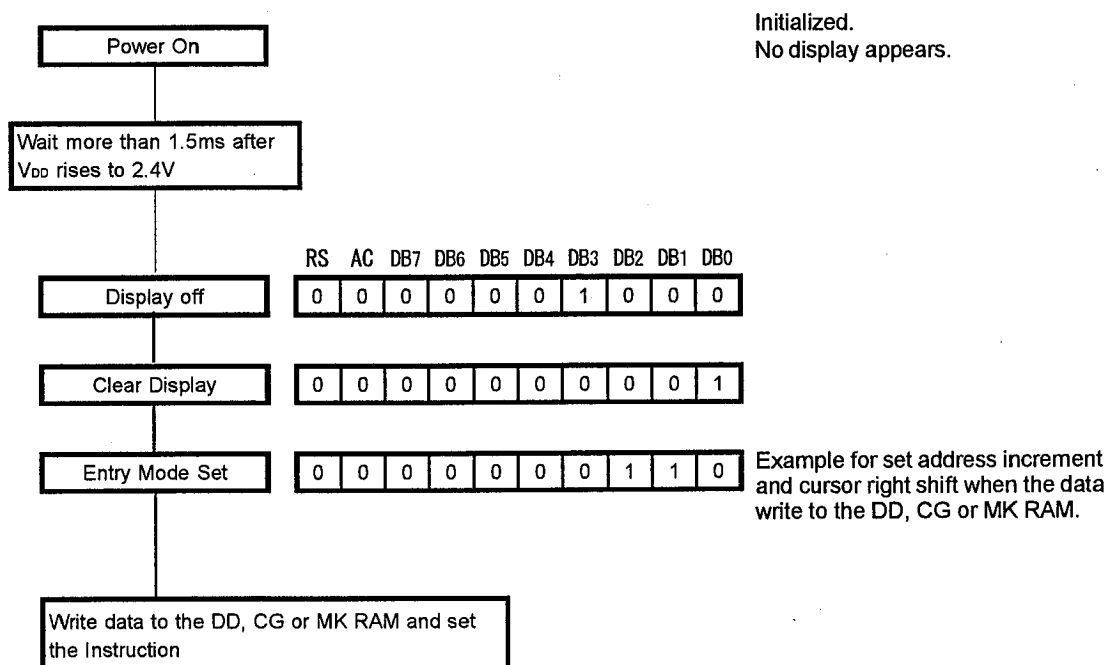 Power On
Initialized.
No display appears.
Wait more than 1.5ms after
VDD rises to 2.4V
RS AC DB7 DB6 DB5 DB4 DB3 DB2 DB1 DB0
Display off 0 0 0 0 0 0 1 0 0 0
Clear Display 0 0 0 0 0 0 0 0 0 1
Entry Mode Set 0 0 0 0 0 0 0 1 1 0
Example for set address increment
and cursor right shift when the data
write to the DD, CG or MK RAM.
Write data to the DD, CG or MK RAM and set
the Instruction